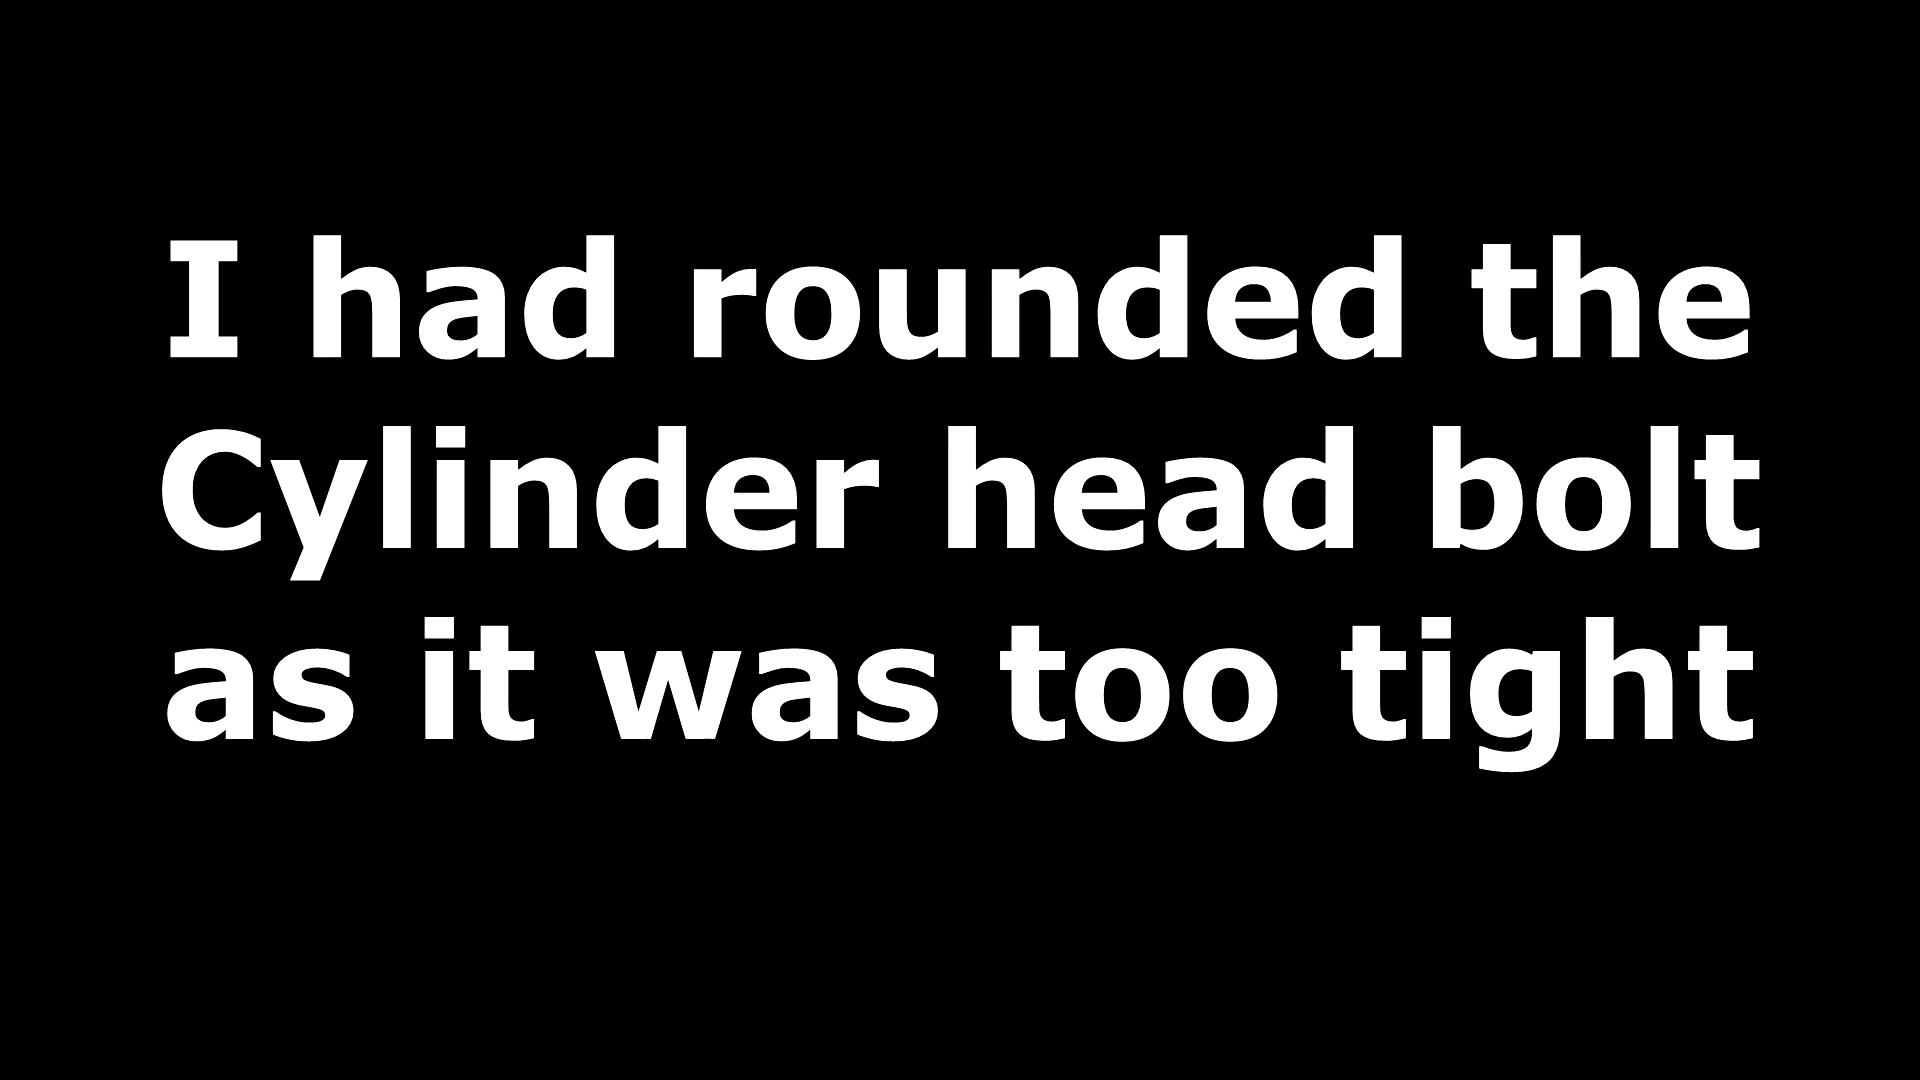 I had rounded the
Cylinder head bolt
as it was too tight